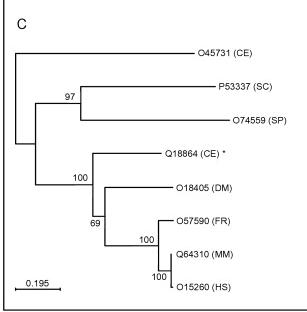 C
O45731 (CE)
P53337 (SC)
97
O74559 (SP)
Q18864 (CE) *
100
O18405 (DM)
69
O57590 (FR)
100
Q64310 (MM)
100
O15260 (HS)
0.195